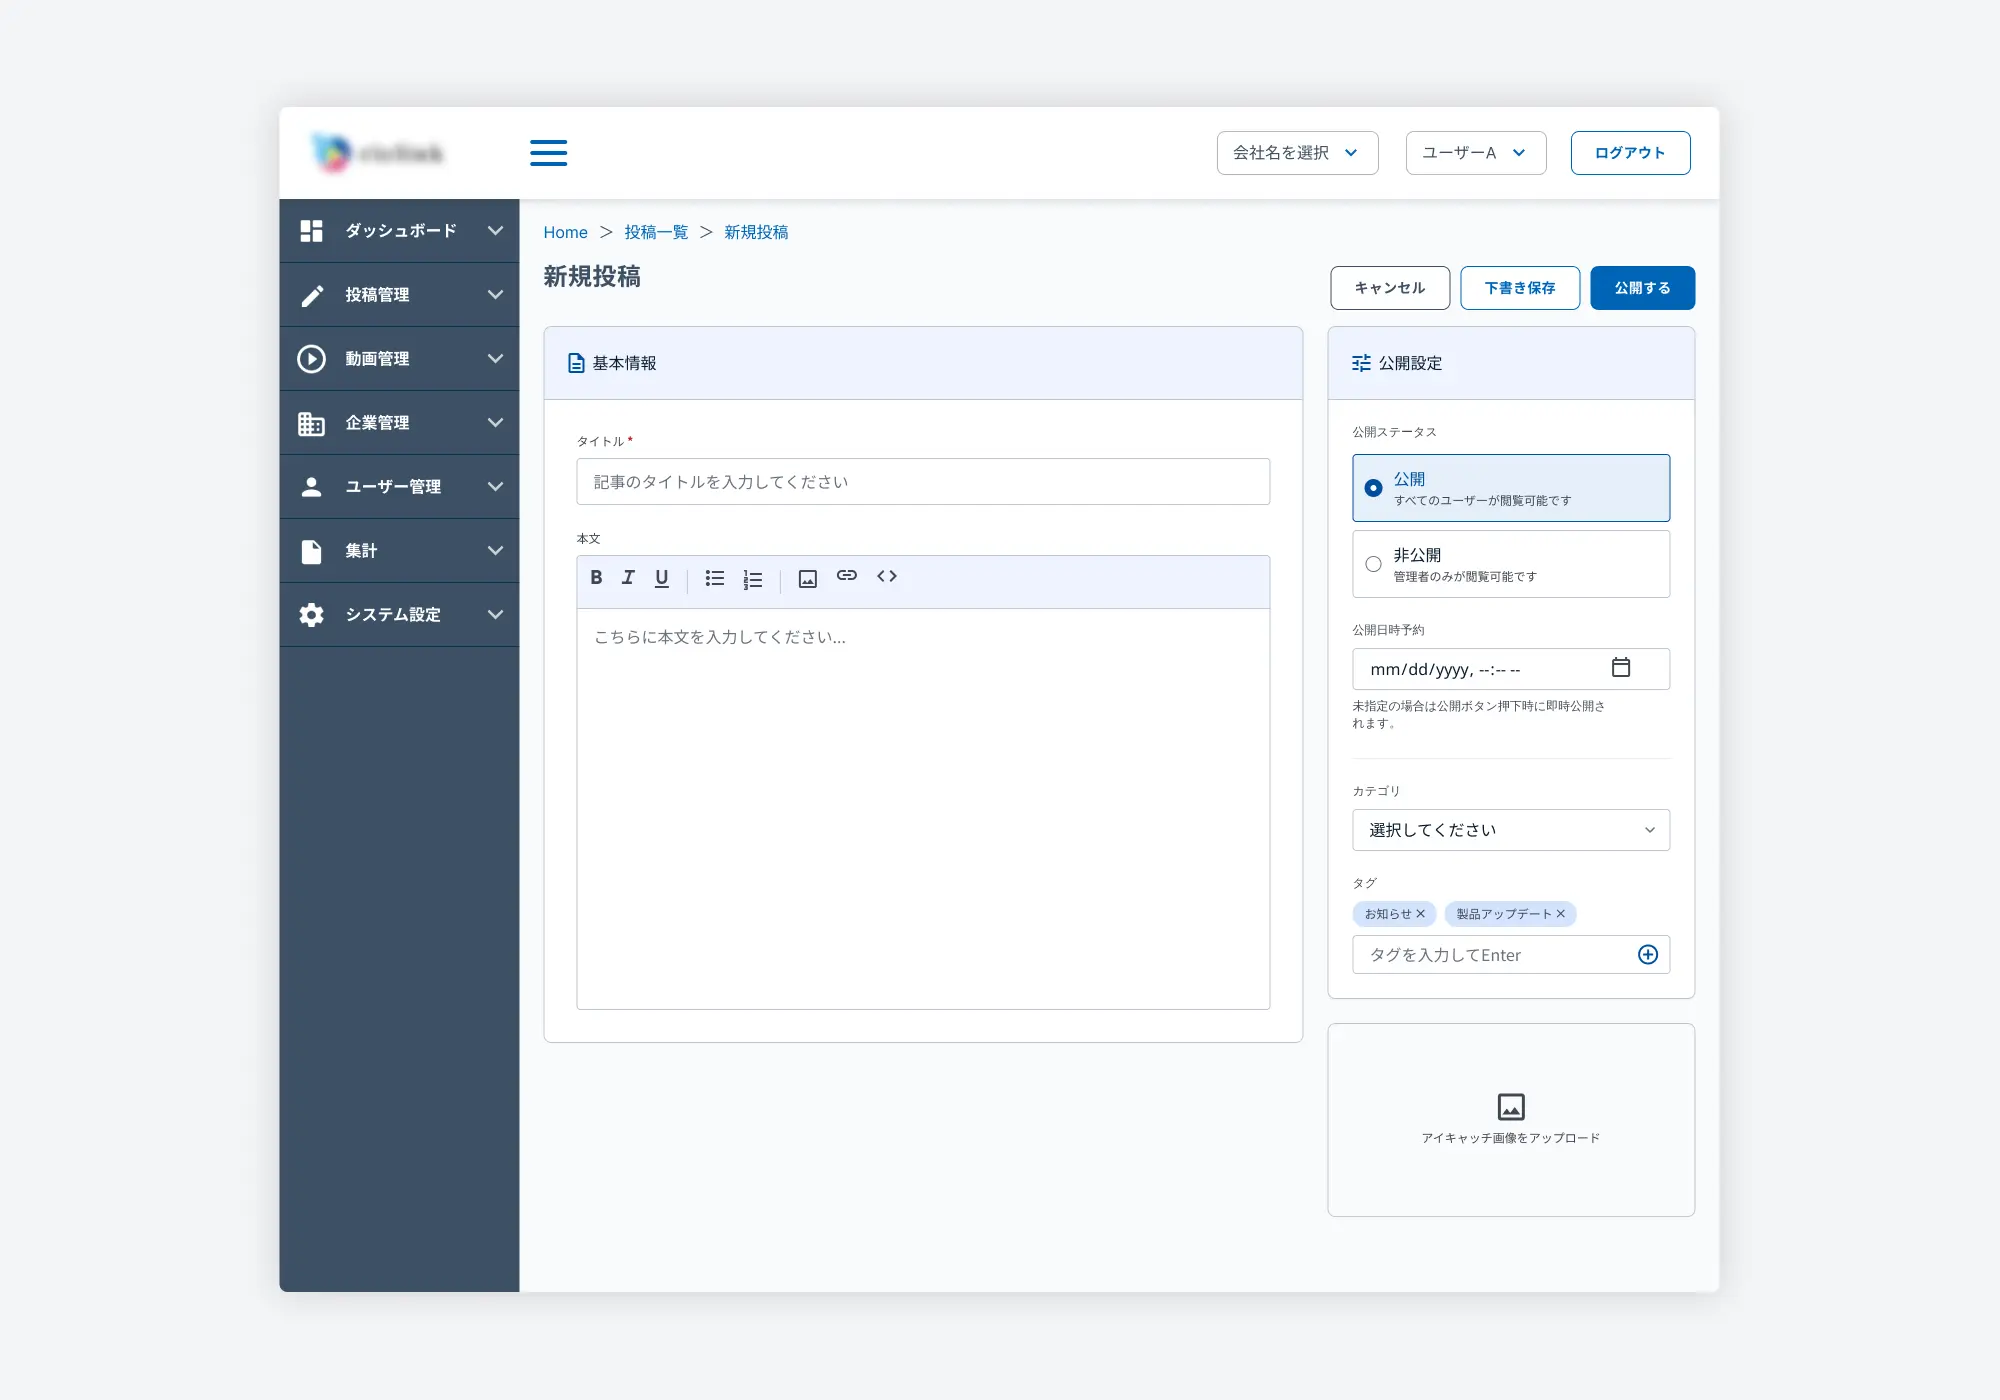 会社名を選択
ユーザーA
ログアウト
ダッシュボード
投稿管理
動画管理
企業管理
ユーザー管理
集計
システム設定
Home > 投稿一覧 > 新規投稿
新規投稿
キャンセル
下書き保存
公開する
基本情報
タイトル *
記事のタイトルを入力してください
本文
B I U
こちらに本文を入力してください...
公開設定
公開ステータス
公開
すべてのユーザーが閲覧可能です
非公開
管理者のみが閲覧可能です
公開日時予約
mm/dd/yyyy, --:-- --
未指定の場合は公開ボタン押下時に即時公開さ
れます。
カテゴリ
選択してください
タグ
お知らせ ×
製品アップデート ×
タグを入力してEnter
アイキャッチ画像をアップロード